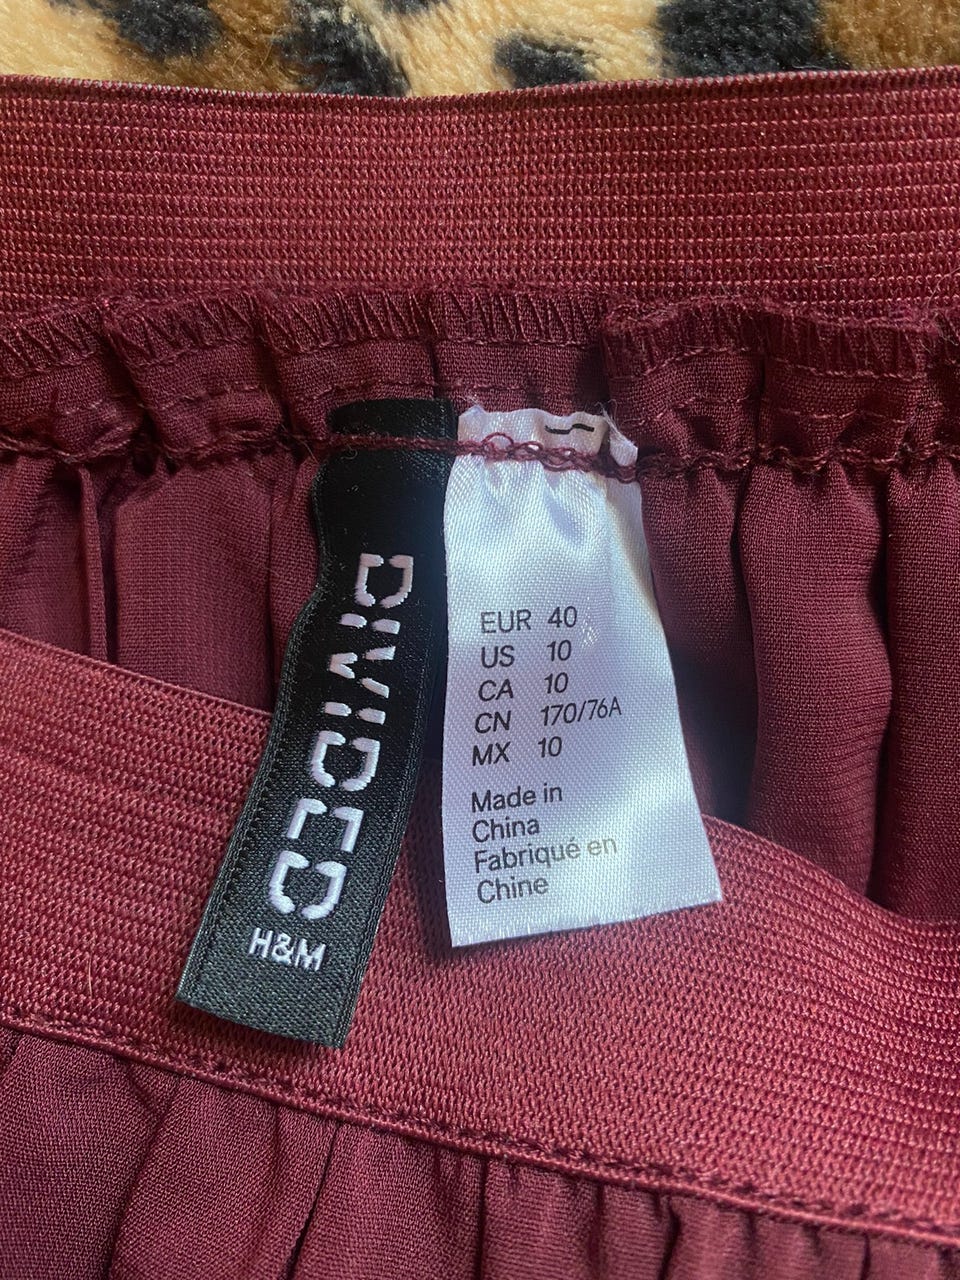 DIVIDED
H&M
EUR 40
US 10
CA 10
CN 170/76A
MX 10
Made in
China
Fabriqué en
Chine